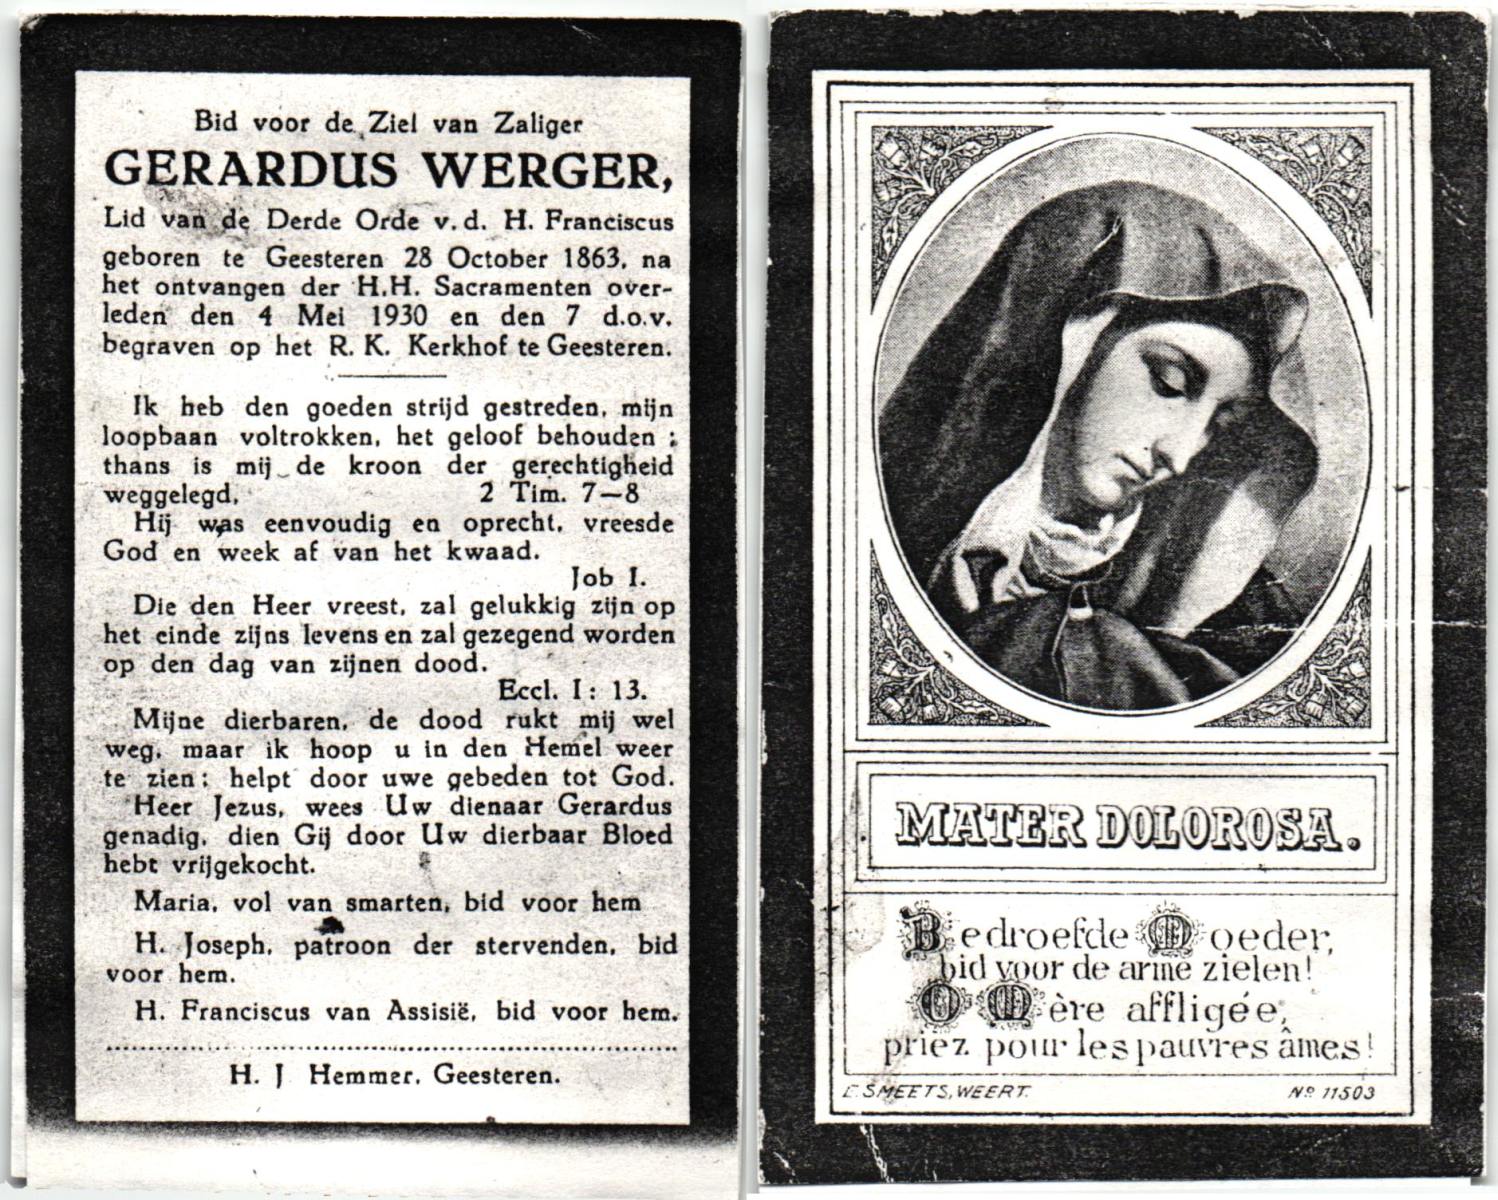 Bid voor de Ziel van Zaliger
GERARDUS WERGER,
Lid van de Derde Orde v.d. H. Franciscus
geboren te Geesteren 28 October 1863, na
het ontvangen der H.H. Sacramenten over-
leden den 4 Mei 1930 en den 7 d.o.v.
begraven op het R. K. Kerkhof te Geesteren.
Ik heb den goeden strijd gestreden, mijn
loopbaan voltrokken, het geloof behouden ;
thans is mij de kroon der gerechtigheid
weggelegd, 2 Tim. 7—8
Hij was eenvoudig en oprecht, vreesde
God en week af van het kwaad.
Job I.
Die den Heer vreest, zal gelukkig zijn op
het einde zijns levens en zal gezegend worden
op den dag van zijnen dood.
Eccl. I : 13.
Mijne dierbaren, de dood rukt mij wel
weg, maar ik hoop u in den Hemel weer
te zien ; helpt door uwe gebeden tot God.
Heer Jezus, wees Uw dienaar Gerardus
genadig, dien Gij door Uw dierbaar Bloed
hebt vrijgekocht.
Maria, vol van smarten, bid voor hem
H. Joseph, patroon der stervenden, bid
voor hem.
H. Franciscus van Assisië, bid voor hem.
H. J Hemmer, Geesteren.
MATER DOLOROSA.
Bedroefde Moeder,
bid voor de arme zielen!
O Mère affligée,
priez pour les pauvres âmes!
E. SMEETS, WEERT.
No 11503